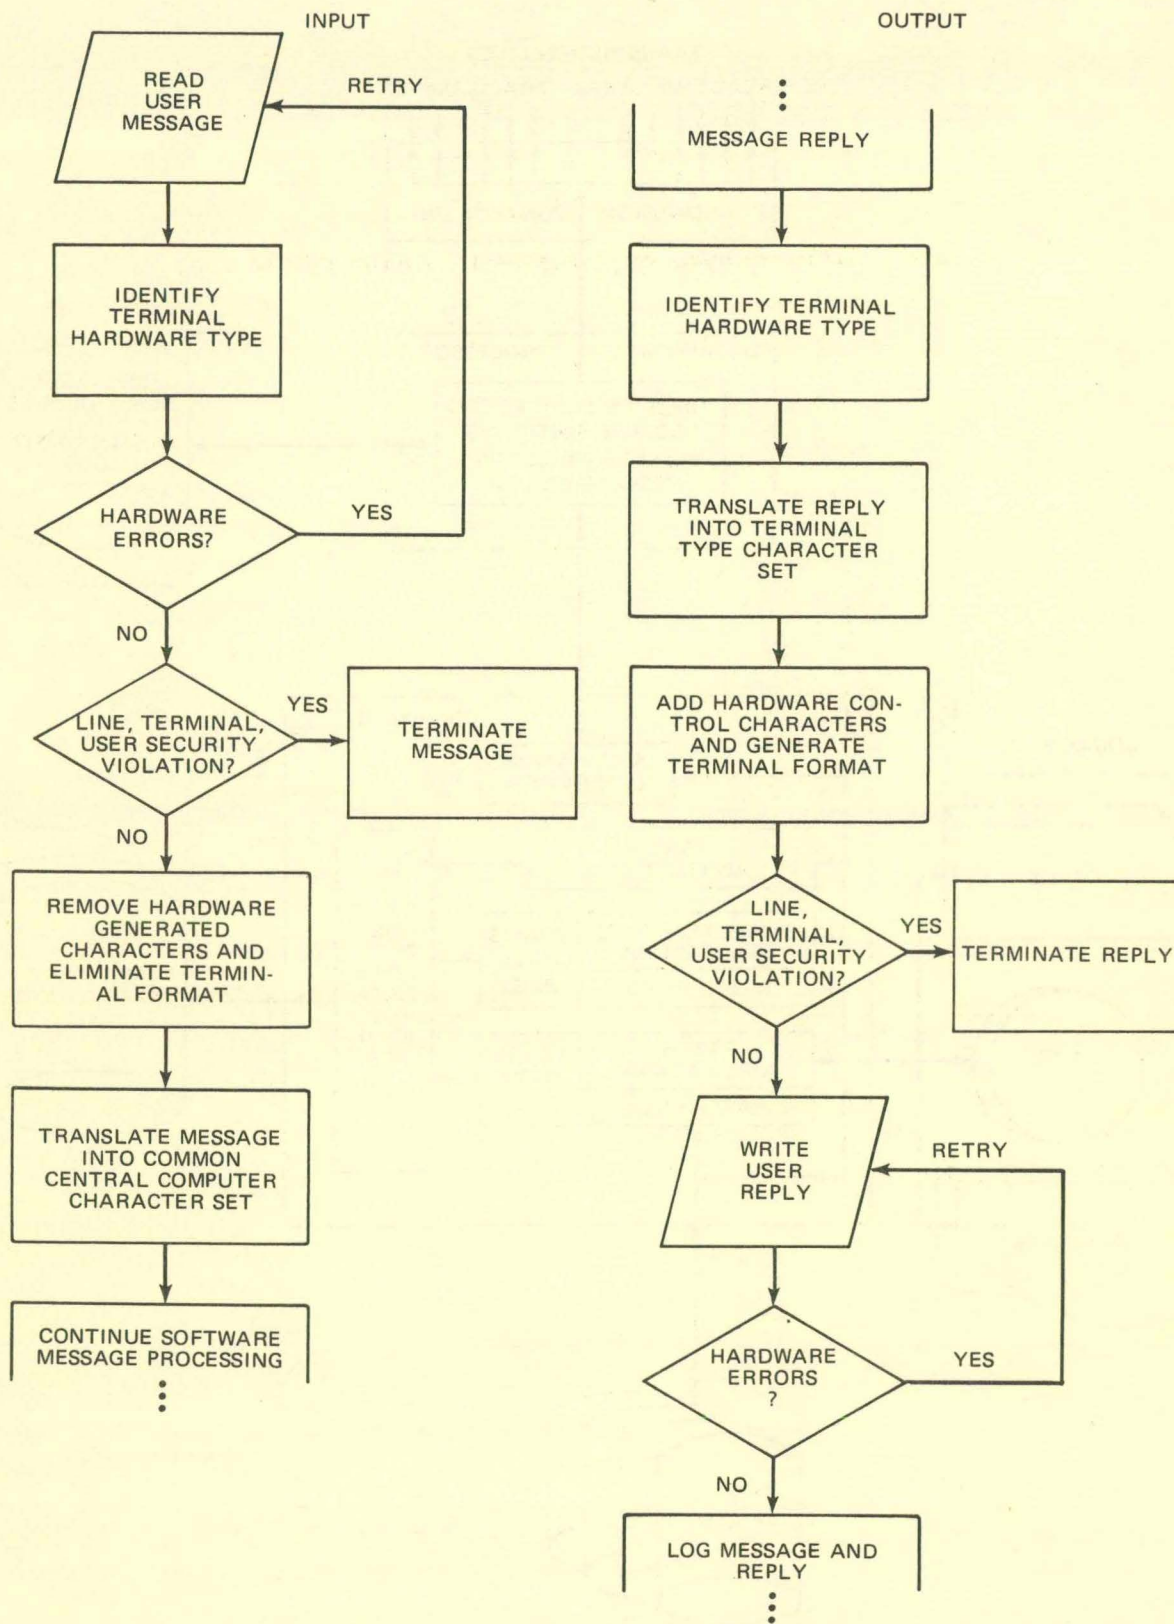 INPUT
READ
USER
MESSAGE
RETRY
IDENTIFY
TERMINAL
HARDWARE TYPE
HARDWARE
ERRORS?
YES
NO
LINE, TERMINAL,
USER SECURITY
VIOLATION?
YES
TERMINATE
MESSAGE
NO
REMOVE HARDWARE
GENERATED
CHARACTERS AND
ELIMINATE TERMIN-
AL FORMAT
TRANSLATE MESSAGE
INTO COMMON
CENTRAL COMPUTER
CHARACTER SET
CONTINUE SOFTWARE
MESSAGE PROCESSING
OUTPUT
MESSAGE REPLY
IDENTIFY TERMINAL
HARDWARE TYPE
TRANSLATE REPLY
INTO TERMINAL
TYPE CHARACTER
SET
ADD HARDWARE CON-
TROL CHARACTERS
AND GENERATE
TERMINAL FORMAT
LINE,
TERMINAL,
USER SECURITY
VIOLATION?
YES
TERMINATE REPLY
NO
WRITE
USER
REPLY
RETRY
HARDWARE
ERRORS
?
YES
NO
LOG MESSAGE AND
REPLY